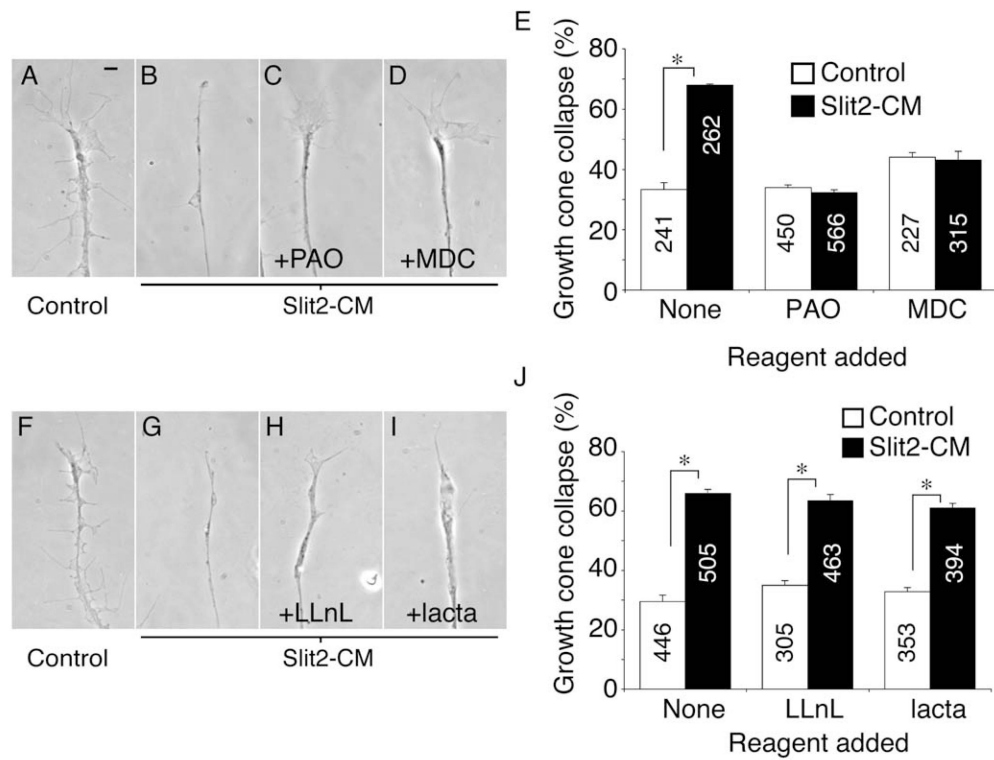 A
B
C
D
+PAO
+MDC
Control
Slit2-CM
E
Growth cone collapse (%)
80
60
40
20
0
*
Control
Slit2-CM
241
262
450
566
227
315
None
PAO
MDC
Reagent added
F
G
H
I
+LLnL
+lacta
Control
Slit2-CM
J
Growth cone collapse (%)
80
60
40
20
0
Control
Slit2-CM
*
*
*
446
505
305
463
353
394
None
LLnL
lacta
Reagent added